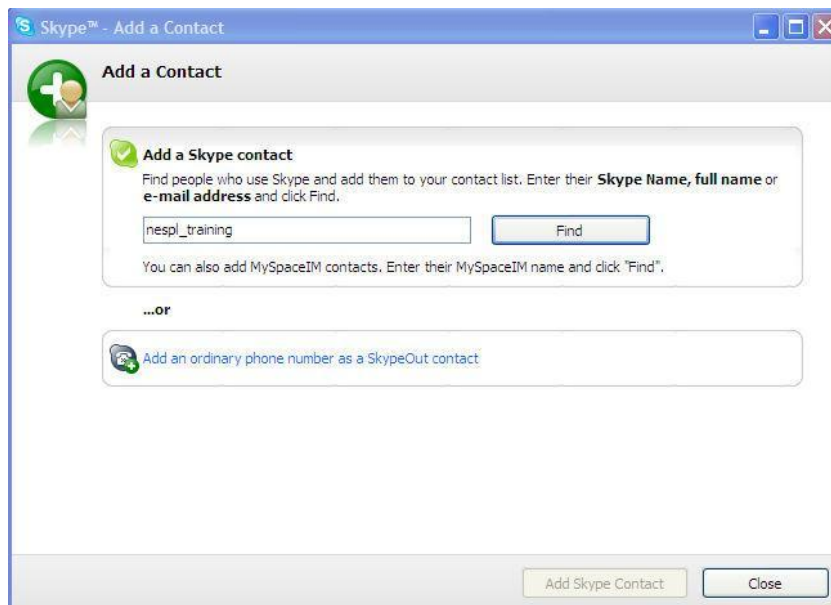 Skype™ - Add a Contact
Add a Contact
Add a Skype contact
Find people who use Skype and add them to your contact list. Enter their Skype Name, full name or
e-mail address and click Find.
nespl_training
Find
You can also add MySpaceIM contacts. Enter their MySpaceIM name and click "Find".
...or
Add an ordinary phone number as a SkypeOut contact
Add Skype Contact
Close